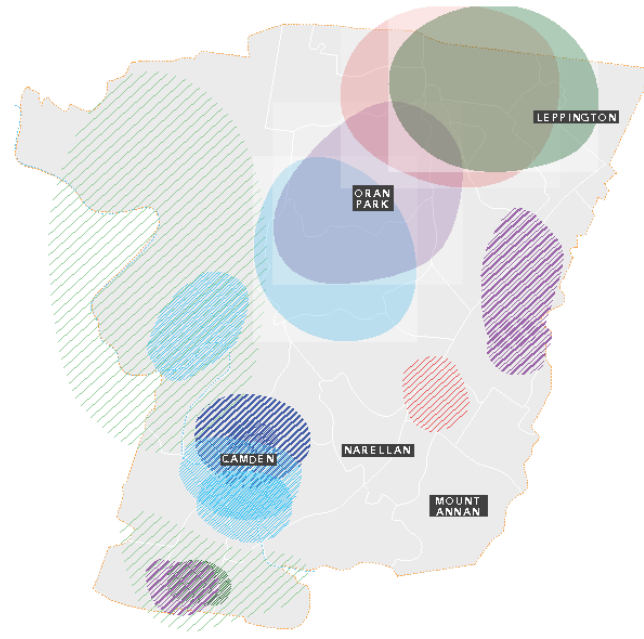 LEPPINGTON
ORAN
PARK
NARELLAN
CAMDEN
MOUNT
ANNAN